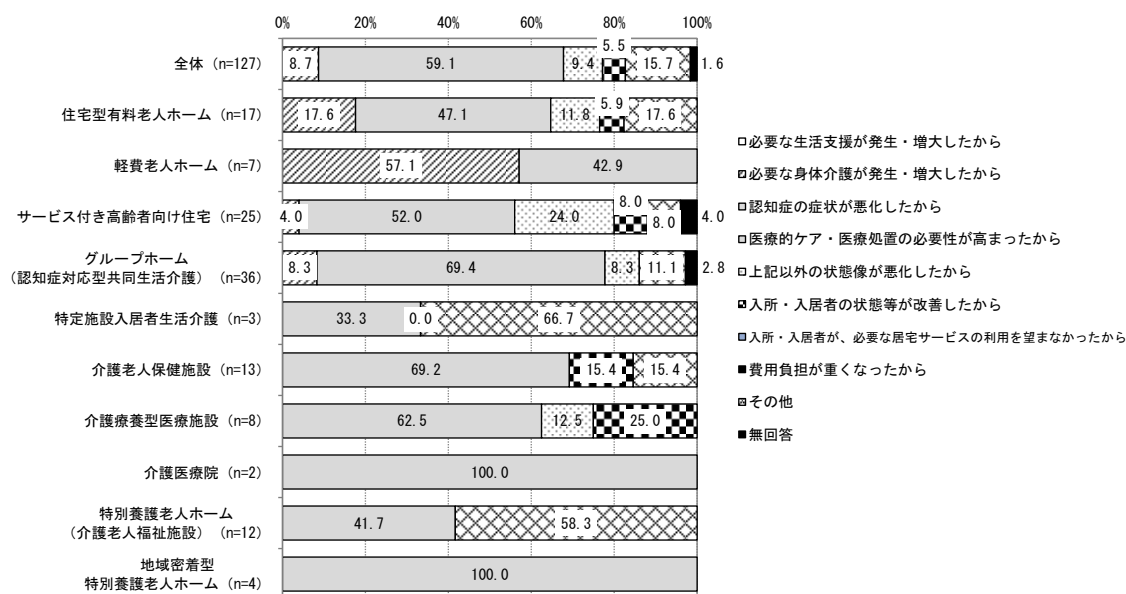 0% 20% 40% 60% 80% 100%
全体 (n=127) 8.7 59.1 9.4 5.5 15.7 1.6
住宅型有料老人ホーム (n=17) 17.6 47.1 11.8 5.9 17.6
軽費老人ホーム (n=7) 57.1 42.9
サービス付き高齢者向け住宅 (n=25) 4.0 52.0 24.0 8.0 8.0 4.0
グループホーム
(認知症対応型共同生活介護) (n=36) 8.3 69.4 8.3 11.1 2.8
特定施設入居者生活介護 (n=3) 33.3 0.0 66.7
介護老人保健施設 (n=13) 69.2 15.4 15.4
介護療養型医療施設 (n=8) 62.5 12.5 25.0
介護医療院 (n=2) 100.0
特別養護老人ホーム
(介護老人福祉施設) (n=12) 41.7 58.3
地域密着型
特別養護老人ホーム (n=4) 100.0
必要な生活支援が発生・増大したから
必要な身体介護が発生・増大したから
認知症の症状が悪化したから
医療的ケア・医療処置の必要性が高まったから
上記以外の状態像が悪化したから
入所・入居者の状態等が改善したから
入所・入居者が、必要な居宅サービスの利用を望まなかったから
費用負担が重くなったから
その他
無回答